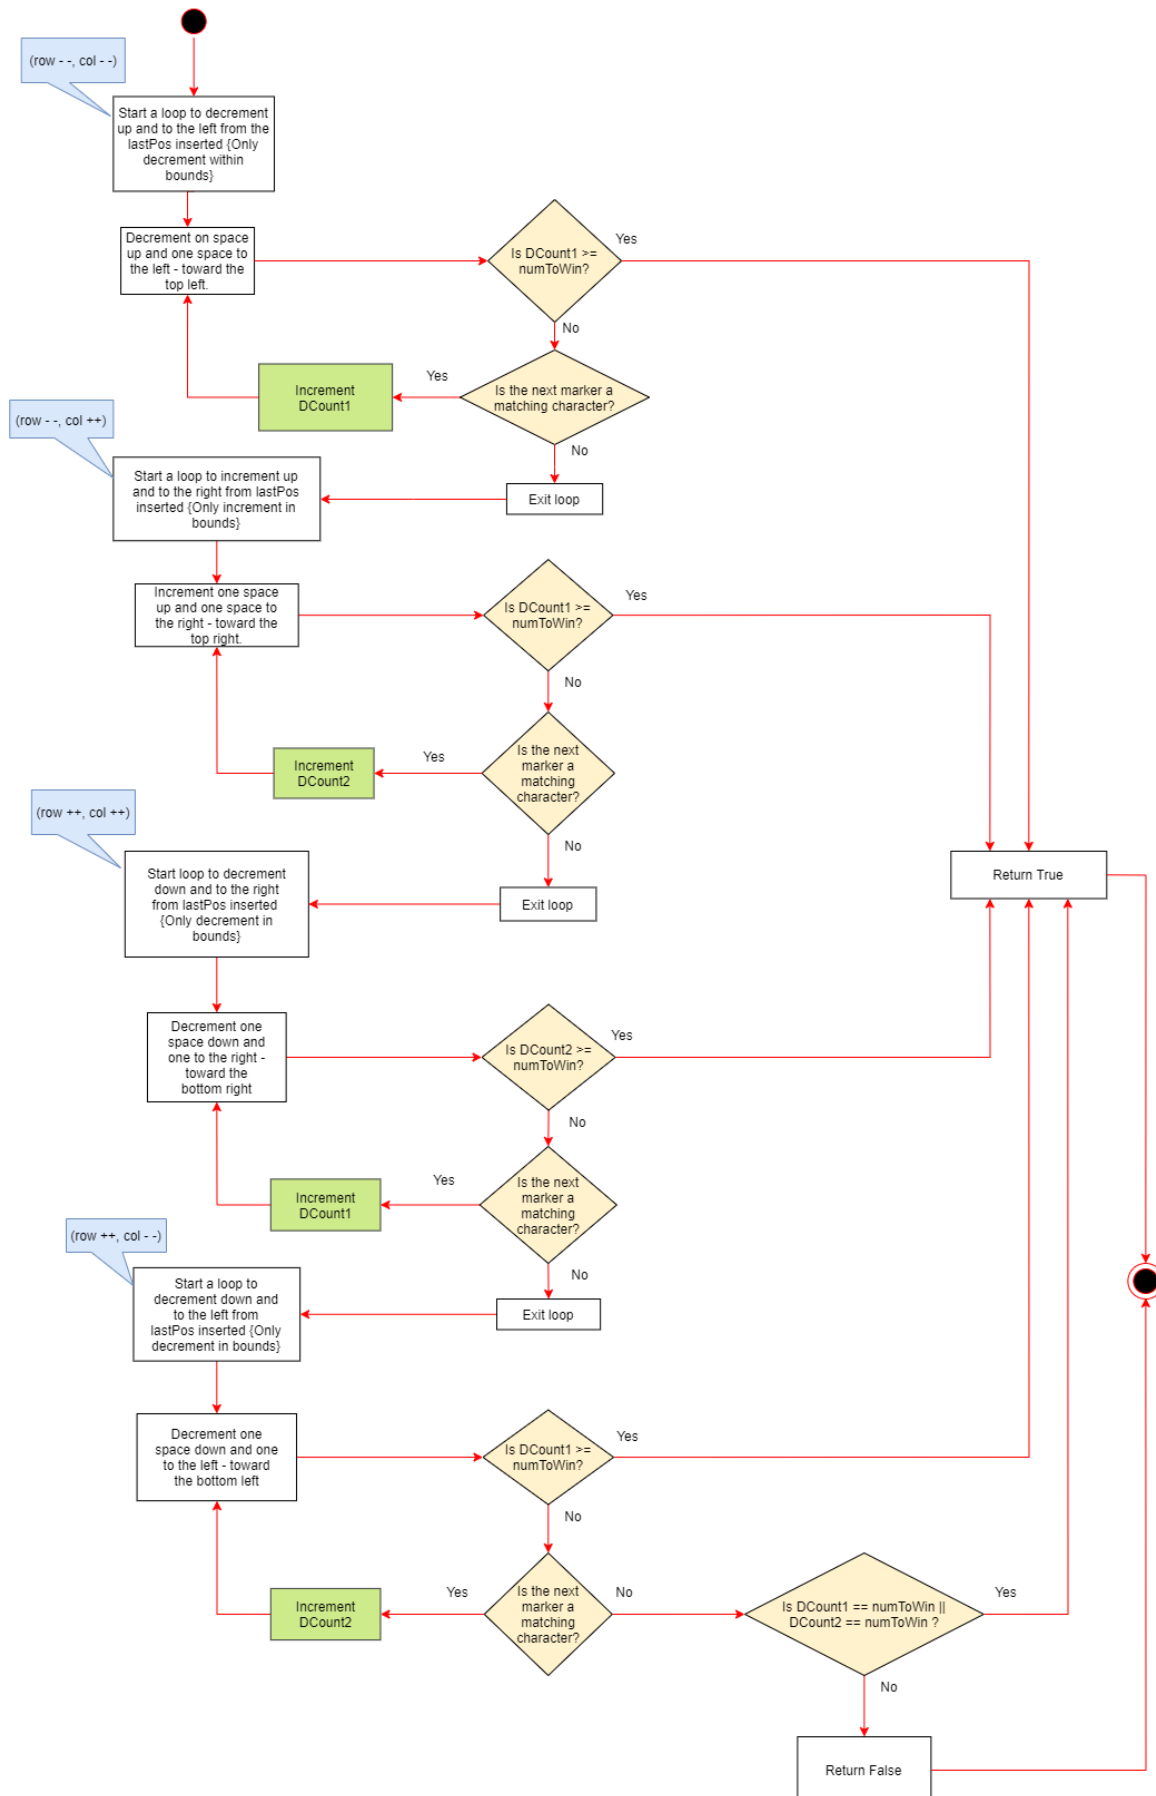 (row - -, col - -)
Start a loop to decrement
up and to the left from the
lastPos inserted {Only
decrement within
bounds}
Decrement on space
up and one space to
the left - toward the
top left.
Is DCount1 >=
numToWin?
Yes
No
Is the next marker a
matching character?
Yes
Increment
DCount1
No
Exit loop
(row - -, col ++)
Start a loop to increment up
and to the right from lastPos
inserted {Only increment in
bounds}
Increment one space
up and one space to
the right - toward the
top right.
Is DCount1 >=
numToWin?
Yes
No
Is the next
marker a
matching
character?
Yes
Increment
DCount2
No
Exit loop
(row ++, col ++)
Start loop to decrement
down and to the right
from lastPos inserted
{Only decrement in
bounds}
Return True
Decrement one
space down and
one to the right -
toward the
bottom right
Is DCount2 >=
numToWin?
Yes
No
Is the next
marker a
matching
character?
Yes
Increment
DCount1
No
Exit loop
(row ++, col - -)
Start a loop to
decrement down and
to the left from
lastPos inserted {Only
decrement in bounds}
Decrement one
space down and one
to the left - toward
the bottom left
Is DCount1 >=
numToWin?
Yes
No
Is the next
marker a
matching
character?
Yes
Increment
DCount2
No
Is DCount1 == numToWin ||
DCount2 == numToWin ?
Yes
No
Return False